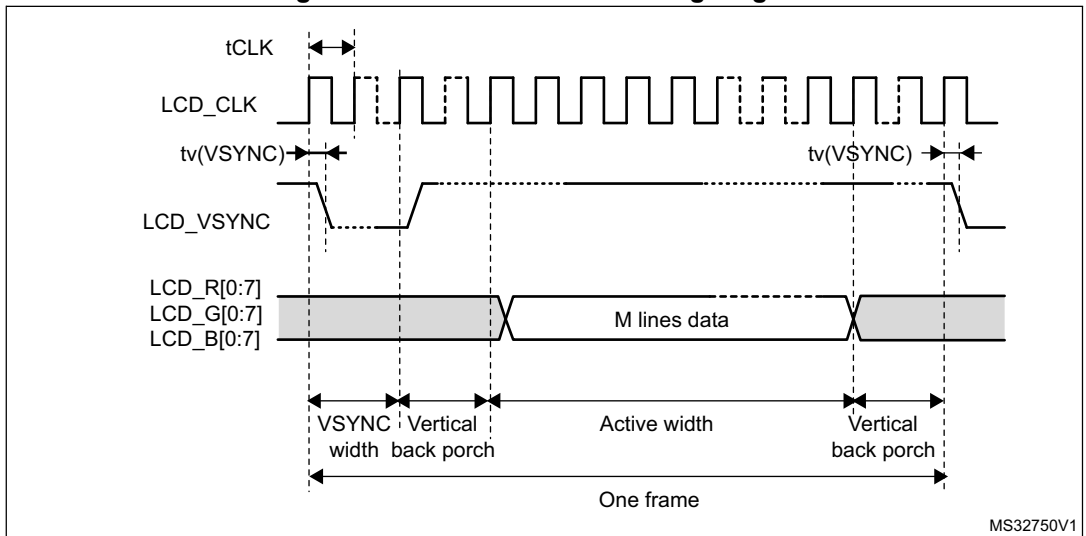 tCLK
LCD_CLK
tv(VSYNC)
tv(VSYNC)
LCD_VSYNC
LCD_R[0:7]
LCD_G[0:7]
LCD_B[0:7]
M lines data
VSYNC width
Vertical back porch
Active width
Vertical back porch
One frame
MS32750V1